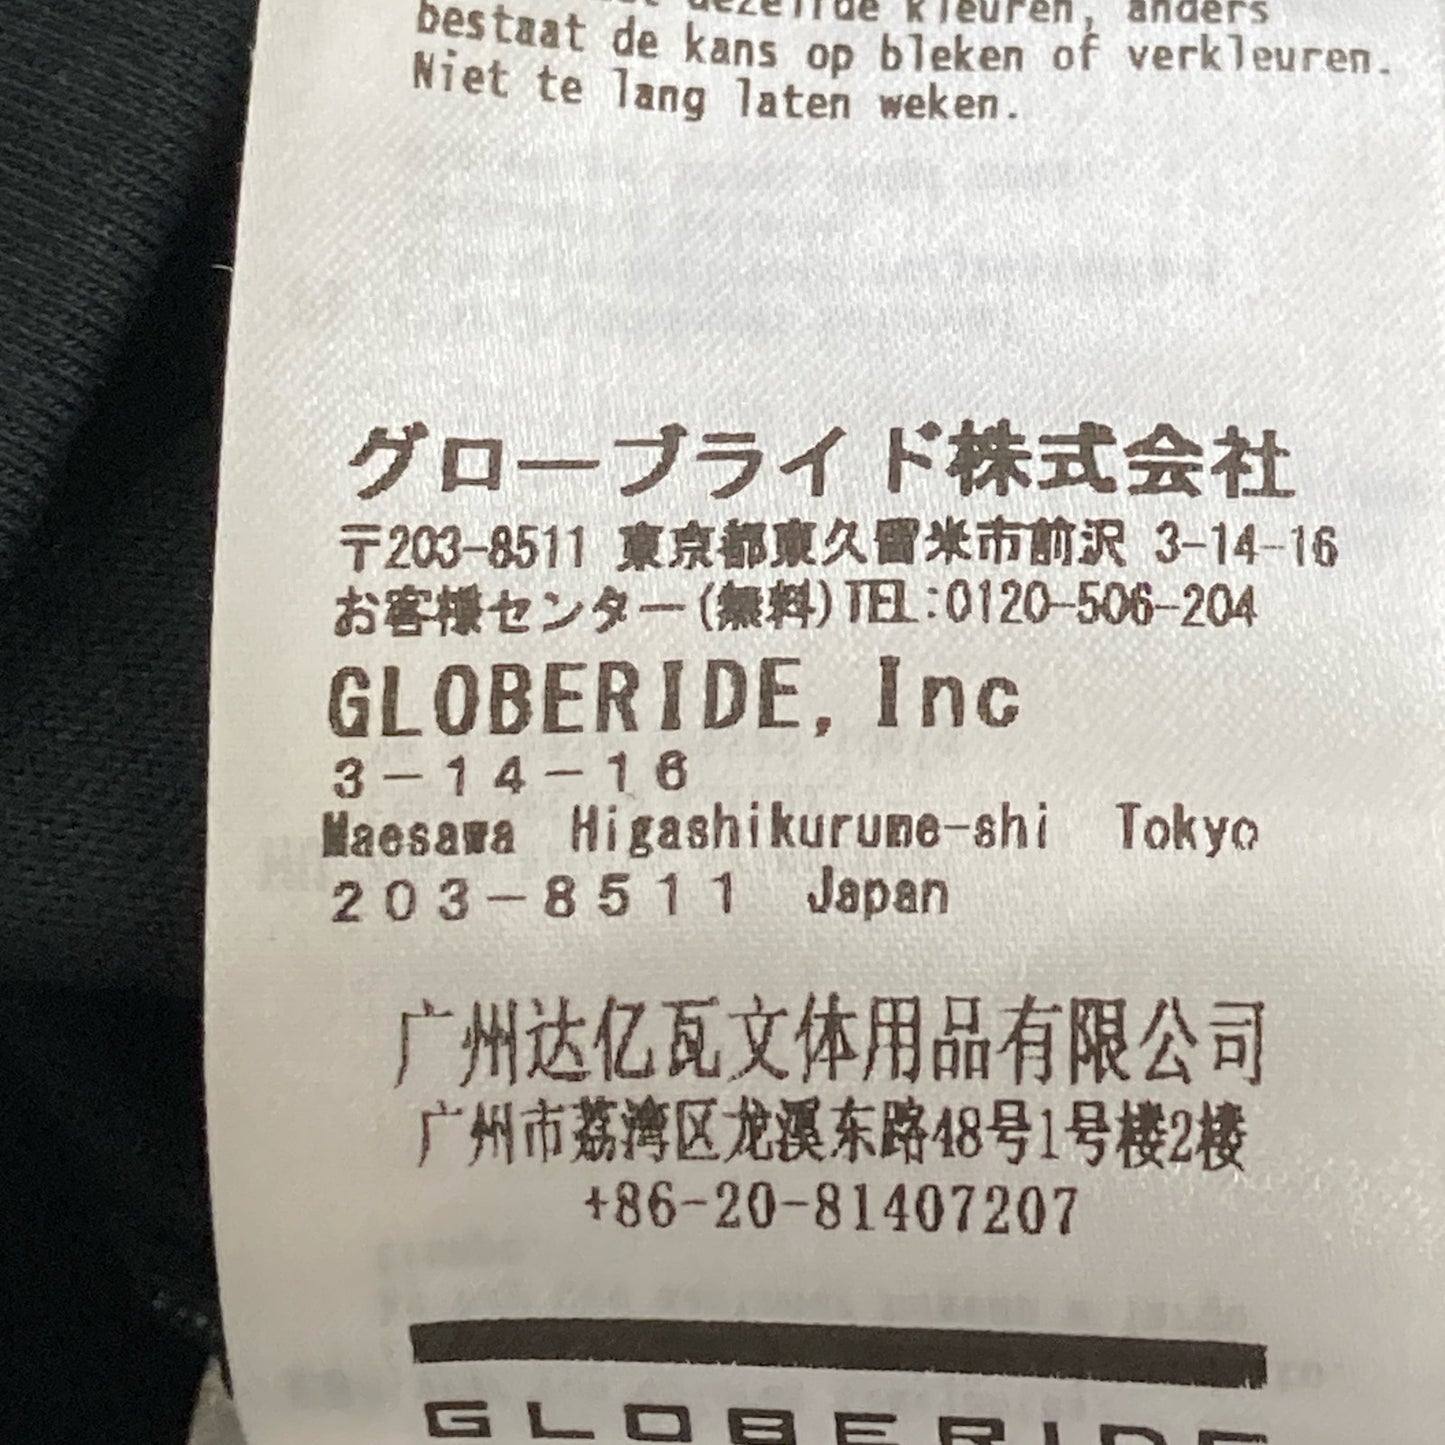 dezelfde kleuren, anders
bestaat de kans op bleken of verkleuren.
Niet te lang laten weken.
グローブライド株式会社
〒203-8511 東京都東久留米市前沢 3-14-16
お客様センター(無料)TEL:0120-506-204
GLOBERIDE, Inc
3-14-16
Maesawa Higashikurume-shi Tokyo
203-8511 Japan
广州达亿瓦文体用品有限公司
广州市荔湾区龙溪东路48号1号楼2楼
+86-20-81407207
GLOBERIDE